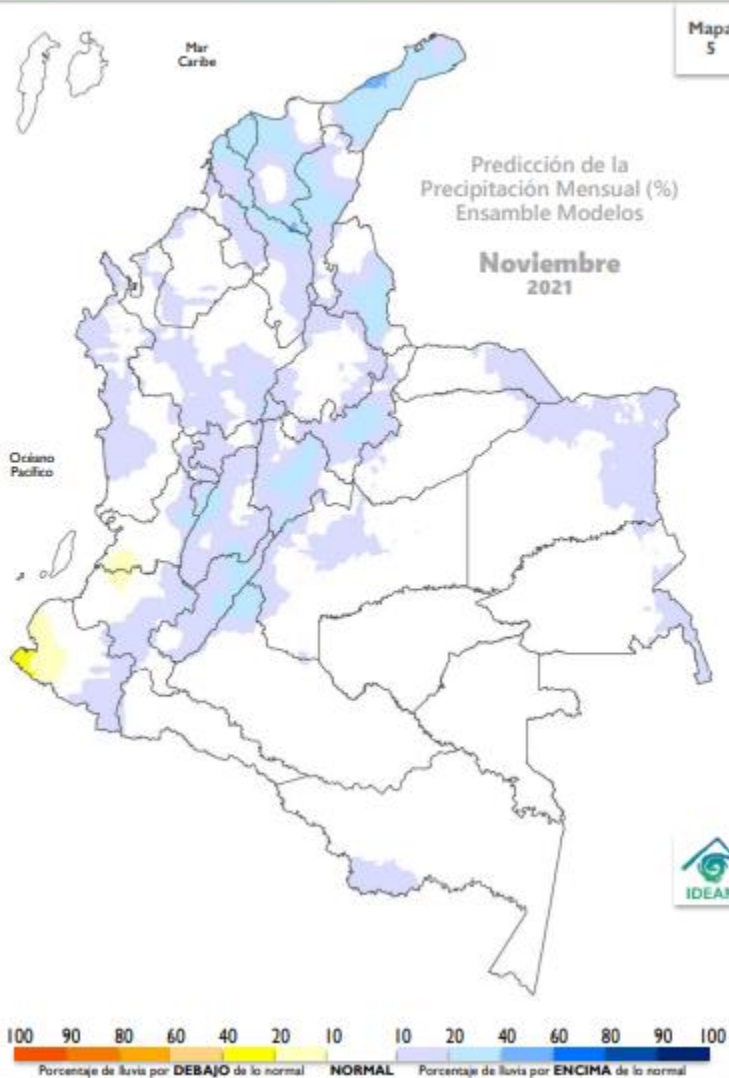 Mar
Caribe
Mapa
5
Predicción de la
Precipitación Mensual (%)
Ensamble Modelos
Noviembre
2021
Océano
Pacífico
IDEAM
100 90 80 60 40 20 10 10 20 40 60 80 90 100
Porcentaje de lluvia por DEBAJO de lo normal NORMAL Porcentaje de lluvia por ENCIMA de lo normal